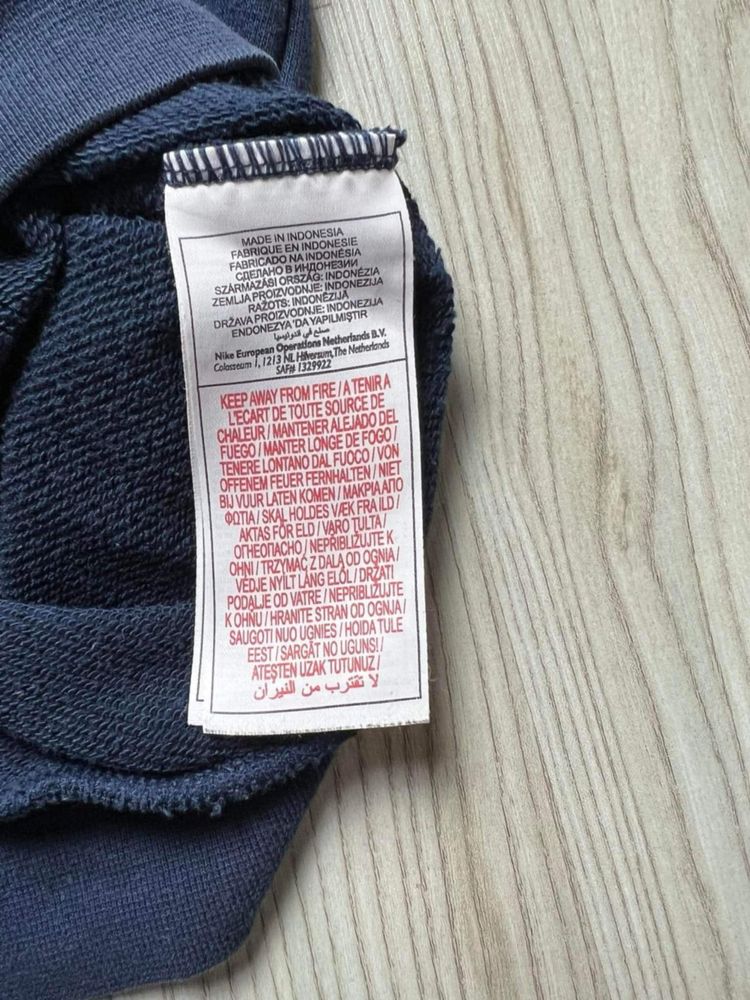 MADE IN INDONESIA
FABRIQUE EN INDONESIE
FABRICADO NA INDONÉSIA
СДЕЛАНО В ИНДОНЕЗИИ
SZÁRMAZÁSI ORSZÁG: INDONÉZIA
ZEMLJA PROIZVODNJE: INDONEZIJA
RAŽOTS: INDONĒZIJĀ
DRŽAVA PROIZVODNJE: INDONEZIJA
ENDONEZYA 'DA YAPILMIŞTIR
صنع في اندونيسيا
Nike European Operations Netherlands B.V.
Colosseum 1, 1213 NL Hilversum, The Netherlands
SAF# 1329922
KEEP AWAY FROM FIRE / A TENIR A
L'ECART DE TOUTE SOURCE DE
CHALEUR / MANTENER ALEJADO DEL
FUEGO / MANTER LONGE DE FOGO /
TENERE LONTANO DAL FUOCO / VON
OFFENEM FEUER FERNHALTEN / NIET
BIJ VUUR LATEN KOMEN / ΜΑΚΡΙΑ ΑΠΟ
ΦΩΤΙΑ / SKAL HOLDES VÆK FRA ILD /
AKTAS FÖR ELD / VARO TULTA /
ОГНЕОПАСНО / NEPŘIBLIŽUJTE K
OHNI / TRZYMAĆ Z DALA OD OGNIA /
VÉDJE NYÍLT LÁNG ELŐL / DRŽATI
PODALJE OD VATRE / NEPRIBLIŽUJTE
K OHŇU / HRANITE STRAN OD OGNJA /
SAUGOTI NUO UGNIES / HOIDA TULE
EEST / SARGĀT NO UGUNS! /
ATEŞTEN UZAK TUTUNUZ /
لا تقترب من النيران